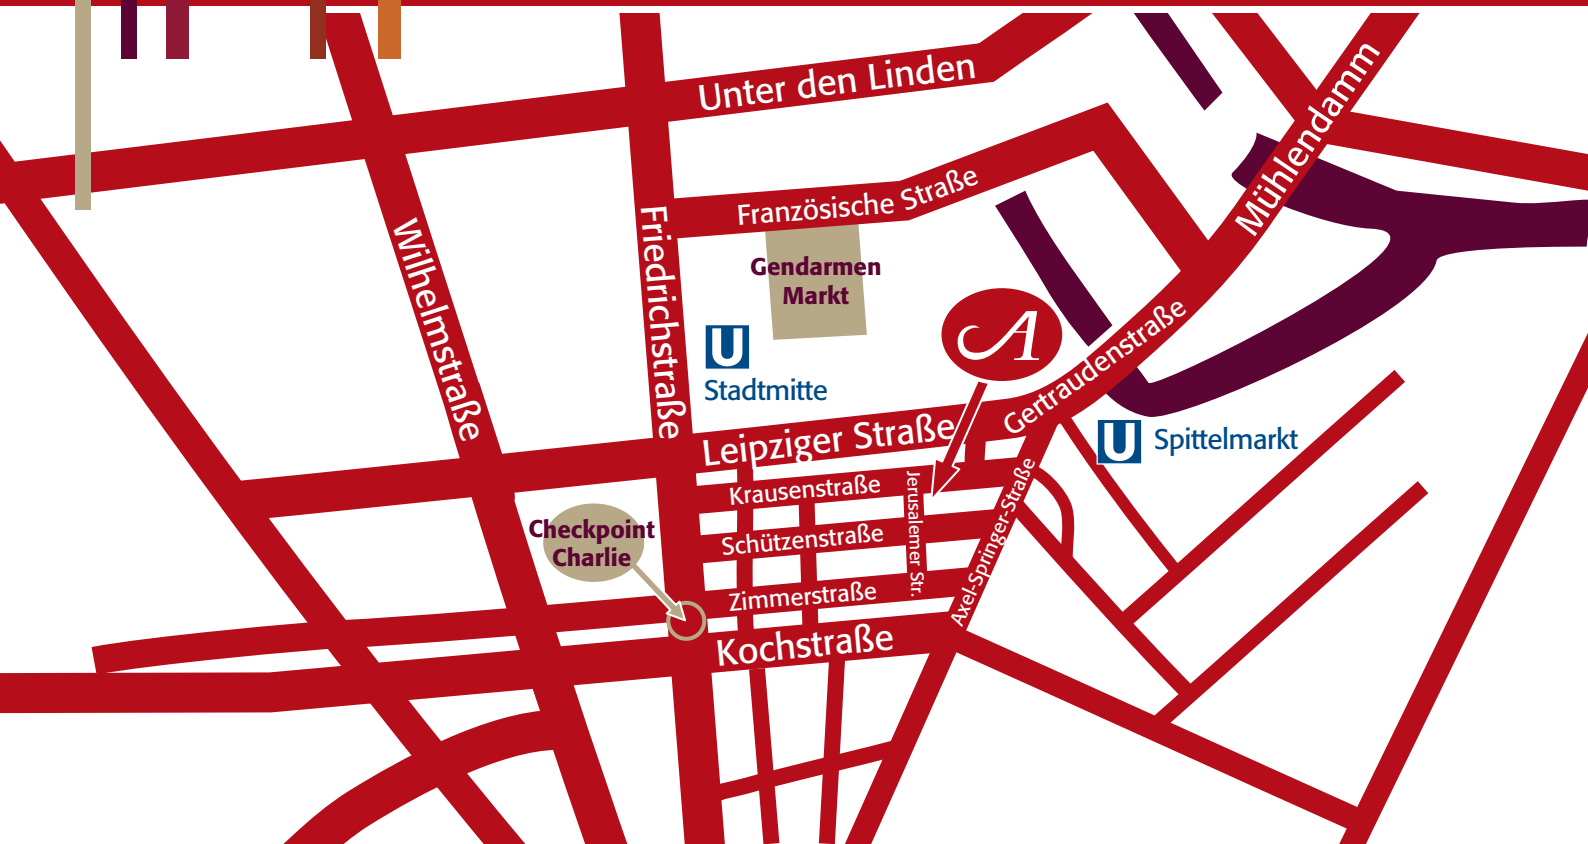 Unter den Linden
Mühlendamm
Französische Straße
Wilhelmstraße
Friedrichstraße
Gendarmen
Markt
U
Stadtmitte
A
Gertraudenstraße
Leipziger Straße
U
Spittelmarkt
Krausenstraße
Jerusalemer Str.
Axel-Springer-Straße
Checkpoint
Charlie
Schützenstraße
Zimmerstraße
Kochstraße